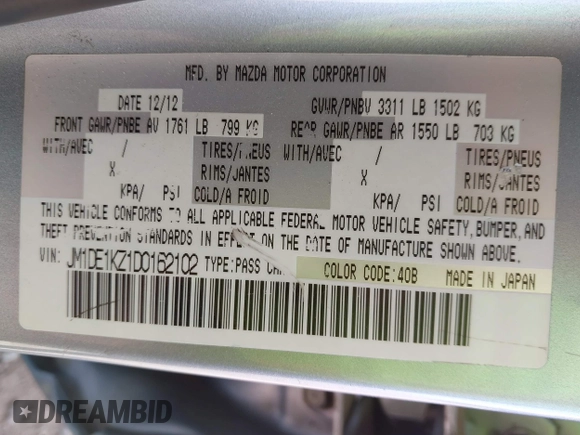 MFD. BY MAZDA MOTOR CORPORATION
DATE 12/12 GVWR/PNBV 3311 LB 1502 KG
FRONT GAWR/PNBE AV 1761 LB 799 KG REAR GAWR/PNBE AR 1550 LB 703 KG
WITH/AVEC / TIRES/PNEUS WITH/AVEC / TIRES/PNEUS
X RIMS/JANTES X RIMS/JANTES
KPA/ PSI COLD/A FROID KPA/ PSI COLD/A FROID
THIS VEHICLE CONFORMS TO ALL APPLICABLE FEDERAL MOTOR VEHICLE SAFETY, BUMPER, AND
THEFT PREVENTION STANDARDS IN EFFECT ON THE DATE OF MANUFACTURE SHOWN ABOVE.
VIN: JM1DE1KZ1D0162102 TYPE:PASS CAR COLOR CODE:40B MADE IN JAPAN
DREAMBID